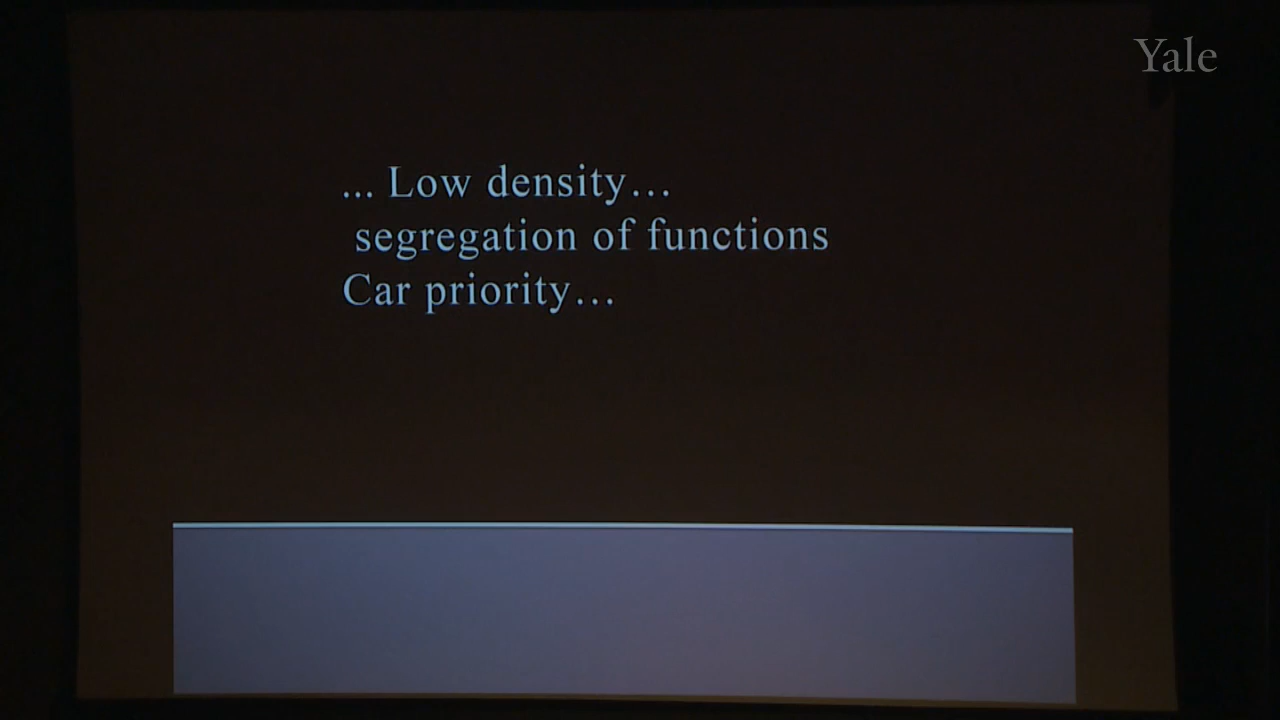 Yale
... Low density...
segregation of functions
Car priority...